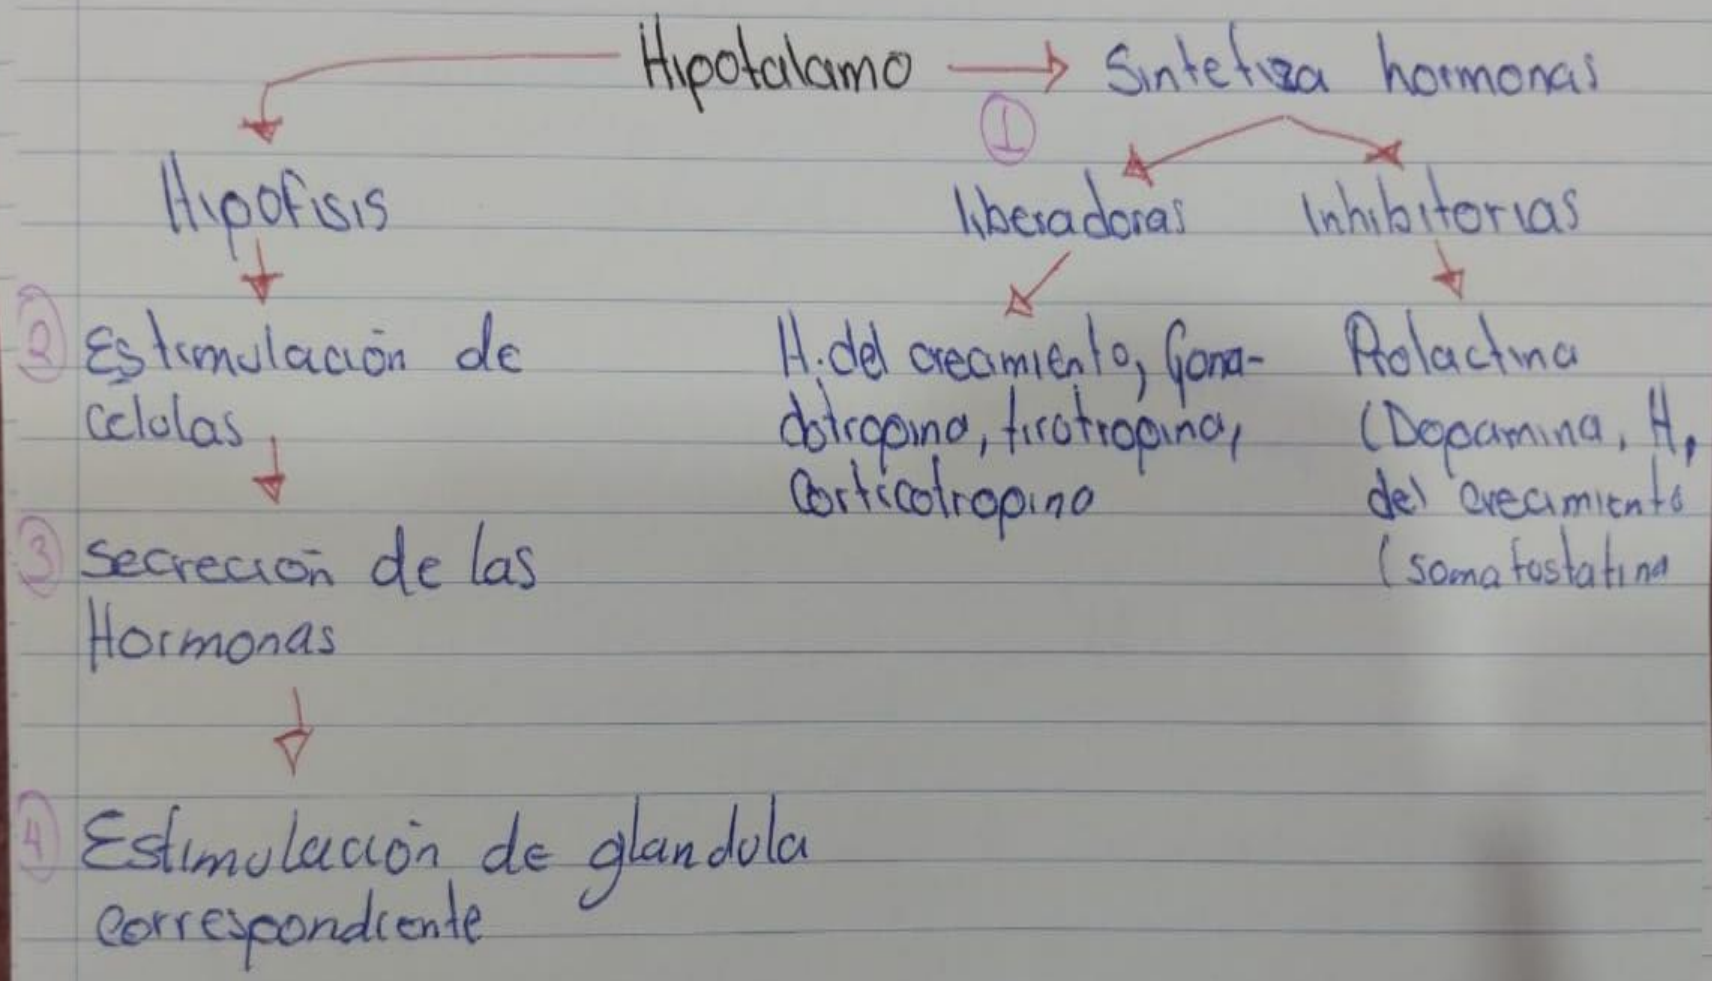 Hipotalamo → Sintetiza hormonas
①
Hipofisis
liberadoras Inhibitorias
② Estimulación de
celulas
H. del crecimiento, Gona-
dotropina, tirotropina,
Corticotropina
Prolactina
(Dopamina, H.
del crecimiento
(somatostatina
③ Secreción de las
Hormonas
④ Estimulación de glandula
correspondiente